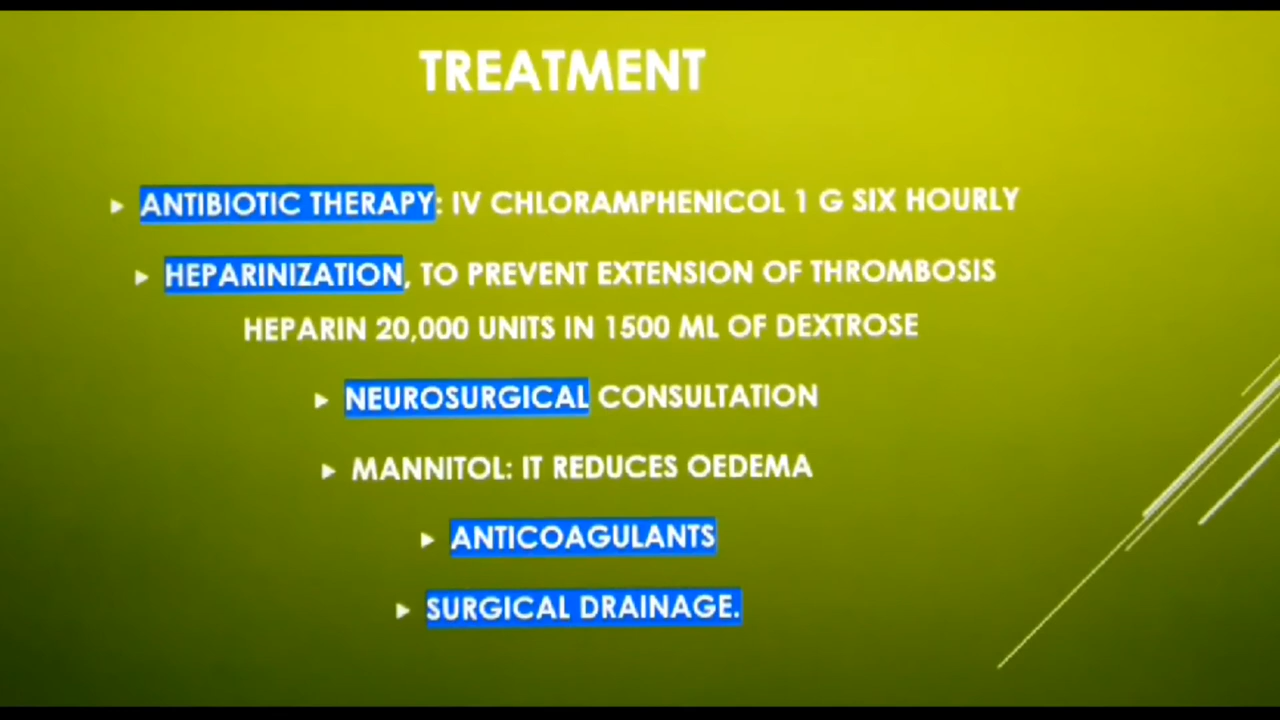 TREATMENT
ANTIBIOTIC THERAPY: IV CHLORAMPHENICOL 1 G SIX HOURLY
HEPARINIZATION, TO PREVENT EXTENSION OF THROMBOSIS
HEPARIN 20,000 UNITS IN 1500 ML OF DEXTROSE
NEUROSURGICAL CONSULTATION
MANNITOL: IT REDUCES OEDEMA
ANTICOAGULANTS
SURGICAL DRAINAGE.